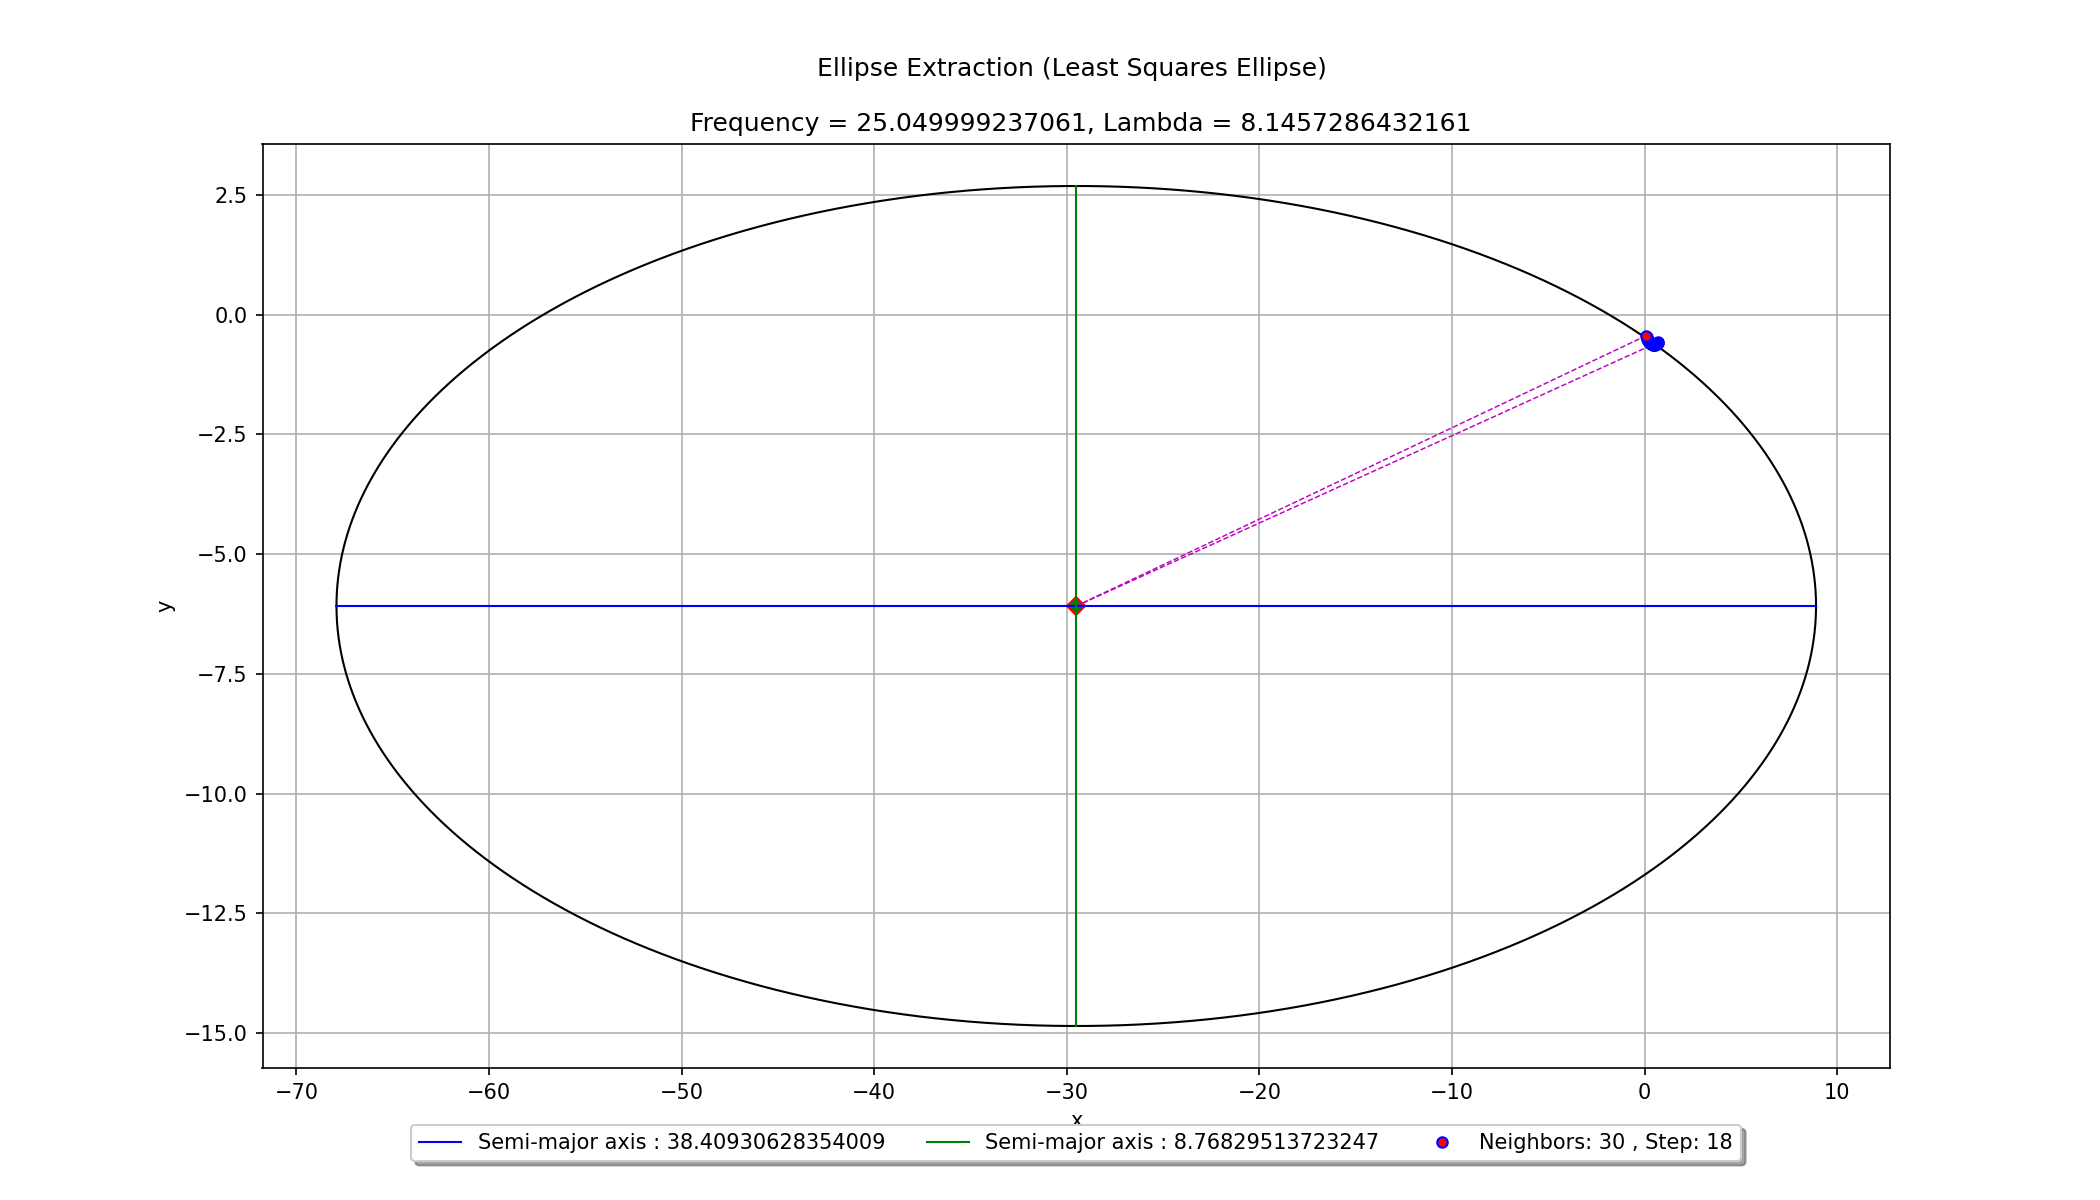 Ellipse Extraction (Least Squares Ellipse)
Frequency = 25.049999237061, Lambda = 8.1457286432161
2.5
0.0
−2.5
−5.0
−7.5
−10.0
−12.5
−15.0
y
−70 −60 −50 −40 −30 −20 −10 0 10
x
Semi-major axis : 38.40930628354009 Semi-major axis : 8.76829513723247 Neighbors: 30 , Step: 18